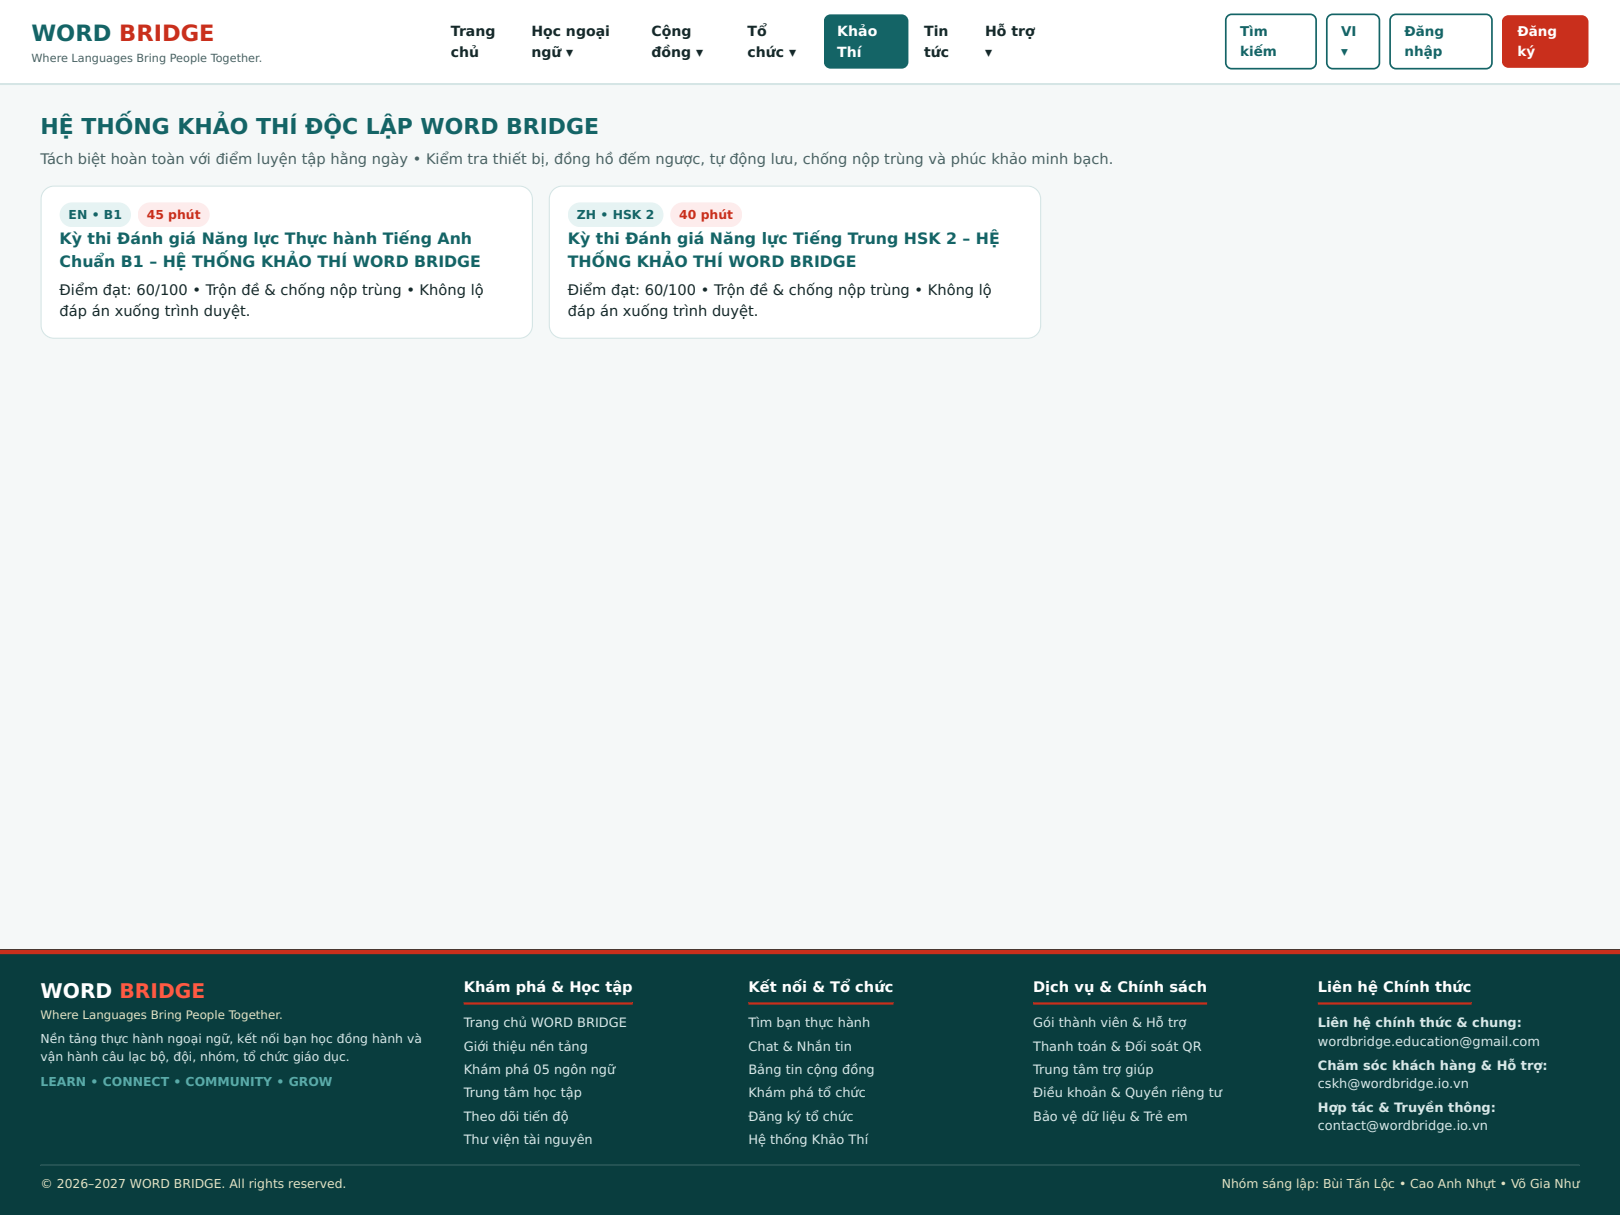 WORD BRIDGE
Where Languages Bring People Together.
Trang chủ
Học ngoại ngữ ▾
Cộng đồng ▾
Tổ chức ▾
Khảo Thí
Tin tức
Hỗ trợ ▾
Tìm kiếm
VI ▾
Đăng nhập
Đăng ký
HỆ THỐNG KHẢO THÍ ĐỘC LẬP WORD BRIDGE
Tách biệt hoàn toàn với điểm luyện tập hằng ngày • Kiểm tra thiết bị, đồng hồ đếm ngược, tự động lưu, chống nộp trùng và phúc khảo minh bạch.
EN • B1 45 phút
Kỳ thi Đánh giá Năng lực Thực hành Tiếng Anh
Chuẩn B1 – HỆ THỐNG KHẢO THÍ WORD BRIDGE
Điểm đạt: 60/100 • Trộn đề & chống nộp trùng • Không lộ
đáp án xuống trình duyệt.
ZH • HSK 2 40 phút
Kỳ thi Đánh giá Năng lực Tiếng Trung HSK 2 – HỆ
THỐNG KHẢO THÍ WORD BRIDGE
Điểm đạt: 60/100 • Trộn đề & chống nộp trùng • Không lộ
đáp án xuống trình duyệt.
WORD BRIDGE
Where Languages Bring People Together.
Nền tảng thực hành ngoại ngữ, kết nối bạn học đồng hành và
vận hành câu lạc bộ, đội, nhóm, tổ chức giáo dục.
LEARN • CONNECT • COMMUNITY • GROW
Khám phá & Học tập
Trang chủ WORD BRIDGE
Giới thiệu nền tảng
Khám phá 05 ngôn ngữ
Trung tâm học tập
Theo dõi tiến độ
Thư viện tài nguyên
Kết nối & Tổ chức
Tìm bạn thực hành
Chat & Nhắn tin
Bảng tin cộng đồng
Khám phá tổ chức
Đăng ký tổ chức
Hệ thống Khảo Thí
Dịch vụ & Chính sách
Gói thành viên & Hỗ trợ
Thanh toán & Đối soát QR
Trung tâm trợ giúp
Điều khoản & Quyền riêng tư
Bảo vệ dữ liệu & Trẻ em
Liên hệ Chính thức
Liên hệ chính thức & chung:
wordbridge.education@gmail.com
Chăm sóc khách hàng & Hỗ trợ:
cskh@wordbridge.io.vn
Hợp tác & Truyền thông:
contact@wordbridge.io.vn
© 2026–2027 WORD BRIDGE. All rights reserved.
Nhóm sáng lập: Bùi Tấn Lộc • Cao Anh Nhựt • Võ Gia Như